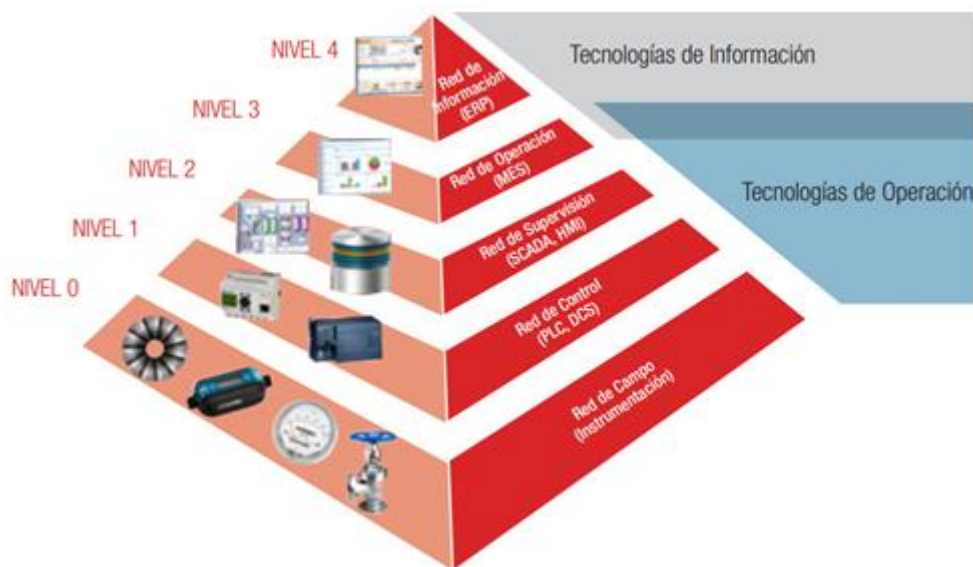 NIVEL 4
NIVEL 3
NIVEL 2
NIVEL 1
NIVEL 0
Red de
Información
(ERP)
Red de Operación
(MES)
Red de Supervisión
(SCADA, HMI)
Red de Control
(PLC, DCS)
Red de Campo
(Instrumentación)
Tecnologías de Información
Tecnologías de Operación